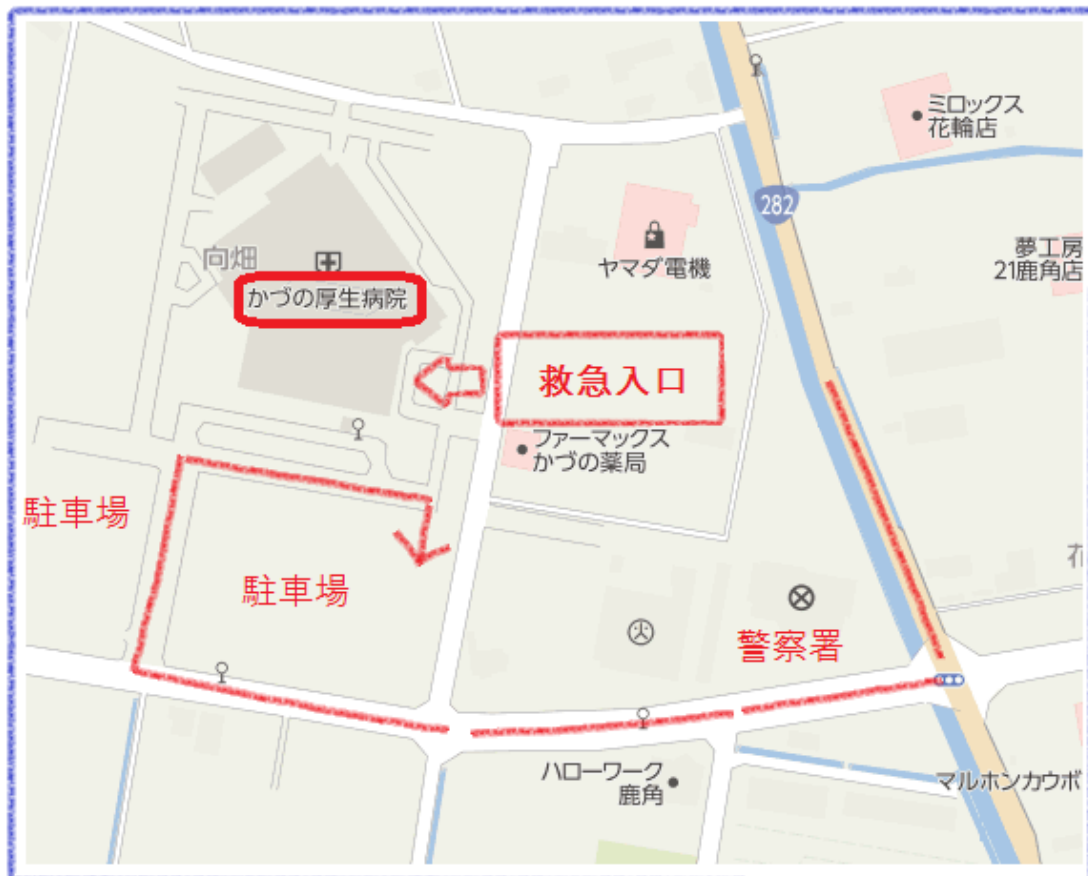 ミロックス
花輪店
282
夢工房
21鹿角店
ヤマダ電機
向畑
かづの厚生病院
救急入口
ファーマックス
かづの薬局
駐車場
駐車場
花
火
警察署
ハローワーク
鹿角
マルホンカウボ